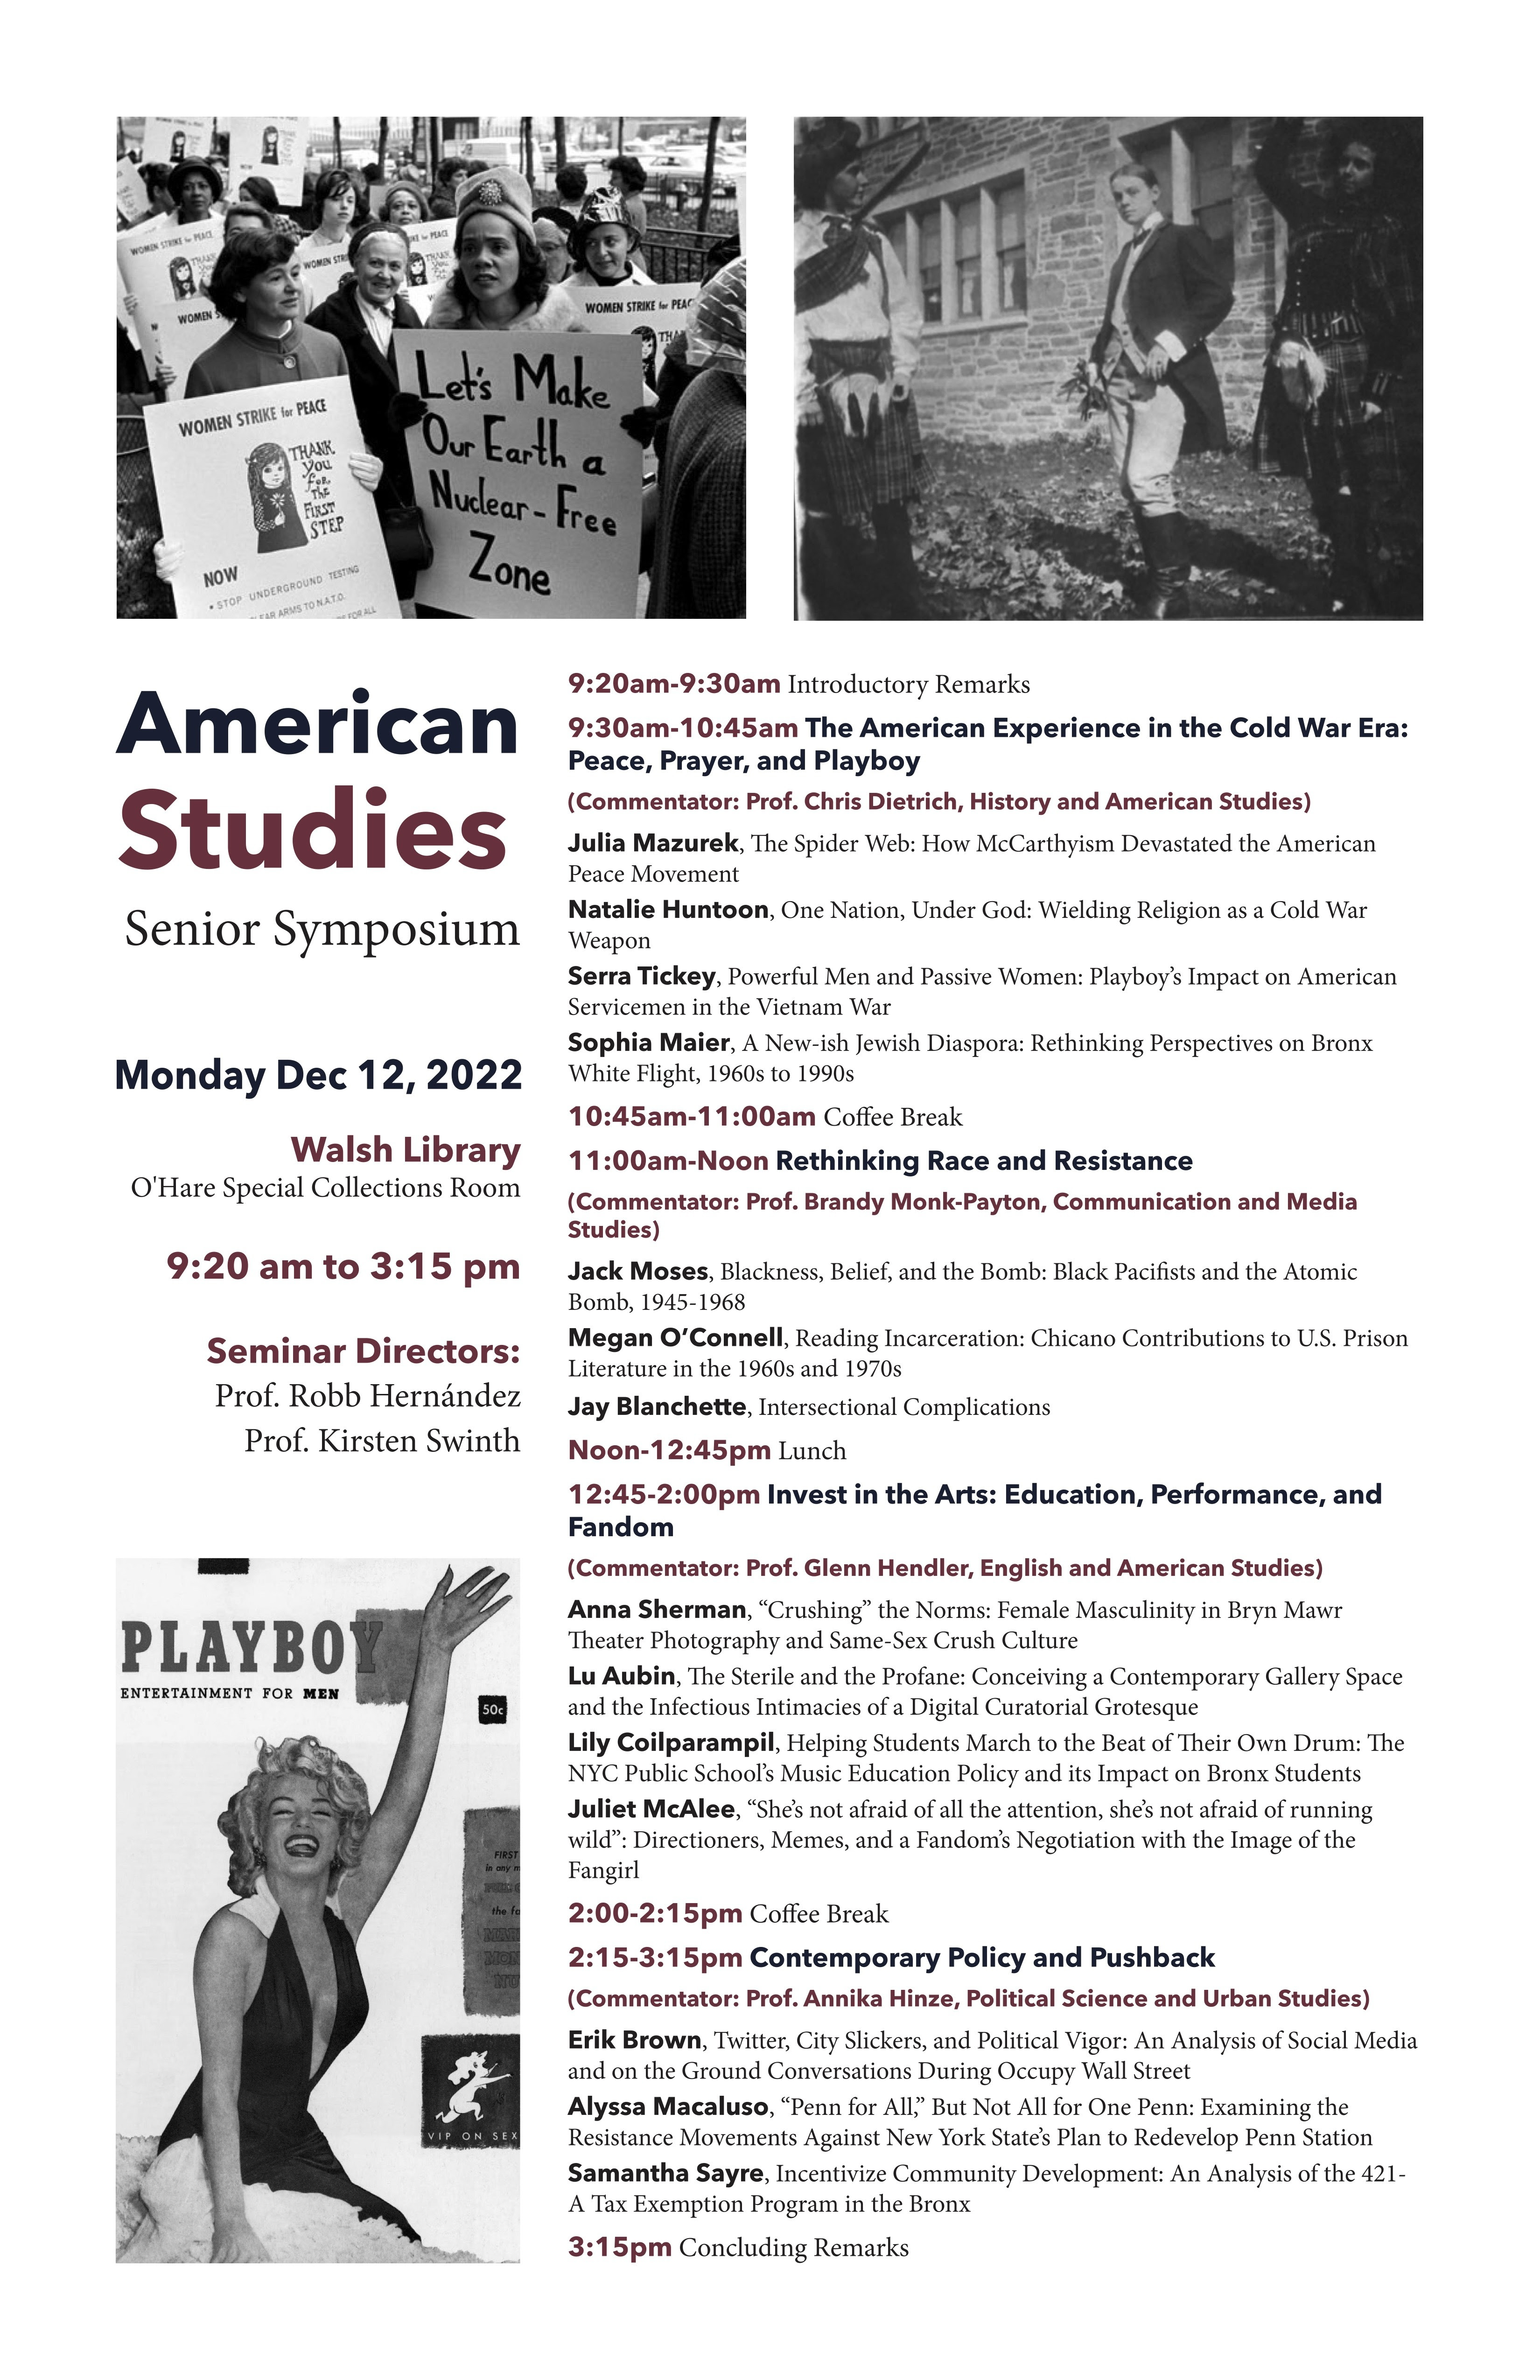 WOMEN STRIKE for PEACE
THANK
you
for
THE
FIRST
STEP
NOW
• STOP UNDERGROUND TESTING
ARMS TO N.A.T.O.
FOR ALL
Let's Make
Our Earth a
Nuclear-Free
Zone
WOMEN STRIKE for PEACE
WOMEN STRIKE for PEAC
American
Studies
Senior Symposium
Monday Dec 12, 2022
Walsh Library
O'Hare Special Collections Room
9:20 am to 3:15 pm
Seminar Directors:
Prof. Robb Hernández
Prof. Kirsten Swinth
PLAYBOY
ENTERTAINMENT FOR MEN
50c
FIRST
in any m
the fa
VIP ON SEX
9:20am-9:30am Introductory Remarks
9:30am-10:45am The American Experience in the Cold War Era:
Peace, Prayer, and Playboy
(Commentator: Prof. Chris Dietrich, History and American Studies)
Julia Mazurek, The Spider Web: How McCarthyism Devastated the American
Peace Movement
Natalie Huntoon, One Nation, Under God: Wielding Religion as a Cold War
Weapon
Serra Tickey, Powerful Men and Passive Women: Playboy’s Impact on American
Servicemen in the Vietnam War
Sophia Maier, A New-ish Jewish Diaspora: Rethinking Perspectives on Bronx
White Flight, 1960s to 1990s
10:45am-11:00am Coffee Break
11:00am-Noon Rethinking Race and Resistance
(Commentator: Prof. Brandy Monk-Payton, Communication and Media
Studies)
Jack Moses, Blackness, Belief, and the Bomb: Black Pacifists and the Atomic
Bomb, 1945-1968
Megan O’Connell, Reading Incarceration: Chicano Contributions to U.S. Prison
Literature in the 1960s and 1970s
Jay Blanchette, Intersectional Complications
Noon-12:45pm Lunch
12:45-2:00pm Invest in the Arts: Education, Performance, and
Fandom
(Commentator: Prof. Glenn Hendler, English and American Studies)
Anna Sherman, “Crushing” the Norms: Female Masculinity in Bryn Mawr
Theater Photography and Same-Sex Crush Culture
Lu Aubin, The Sterile and the Profane: Conceiving a Contemporary Gallery Space
and the Infectious Intimacies of a Digital Curatorial Grotesque
Lily Coilparampil, Helping Students March to the Beat of Their Own Drum: The
NYC Public School’s Music Education Policy and its Impact on Bronx Students
Juliet McAlee, “She’s not afraid of all the attention, she’s not afraid of running
wild”: Directioners, Memes, and a Fandom’s Negotiation with the Image of the
Fangirl
2:00-2:15pm Coffee Break
2:15-3:15pm Contemporary Policy and Pushback
(Commentator: Prof. Annika Hinze, Political Science and Urban Studies)
Erik Brown, Twitter, City Slickers, and Political Vigor: An Analysis of Social Media
and on the Ground Conversations During Occupy Wall Street
Alyssa Macaluso, “Penn for All,” But Not All for One Penn: Examining the
Resistance Movements Against New York State’s Plan to Redevelop Penn Station
Samantha Sayre, Incentivize Community Development: An Analysis of the 421-
A Tax Exemption Program in the Bronx
3:15pm Concluding Remarks